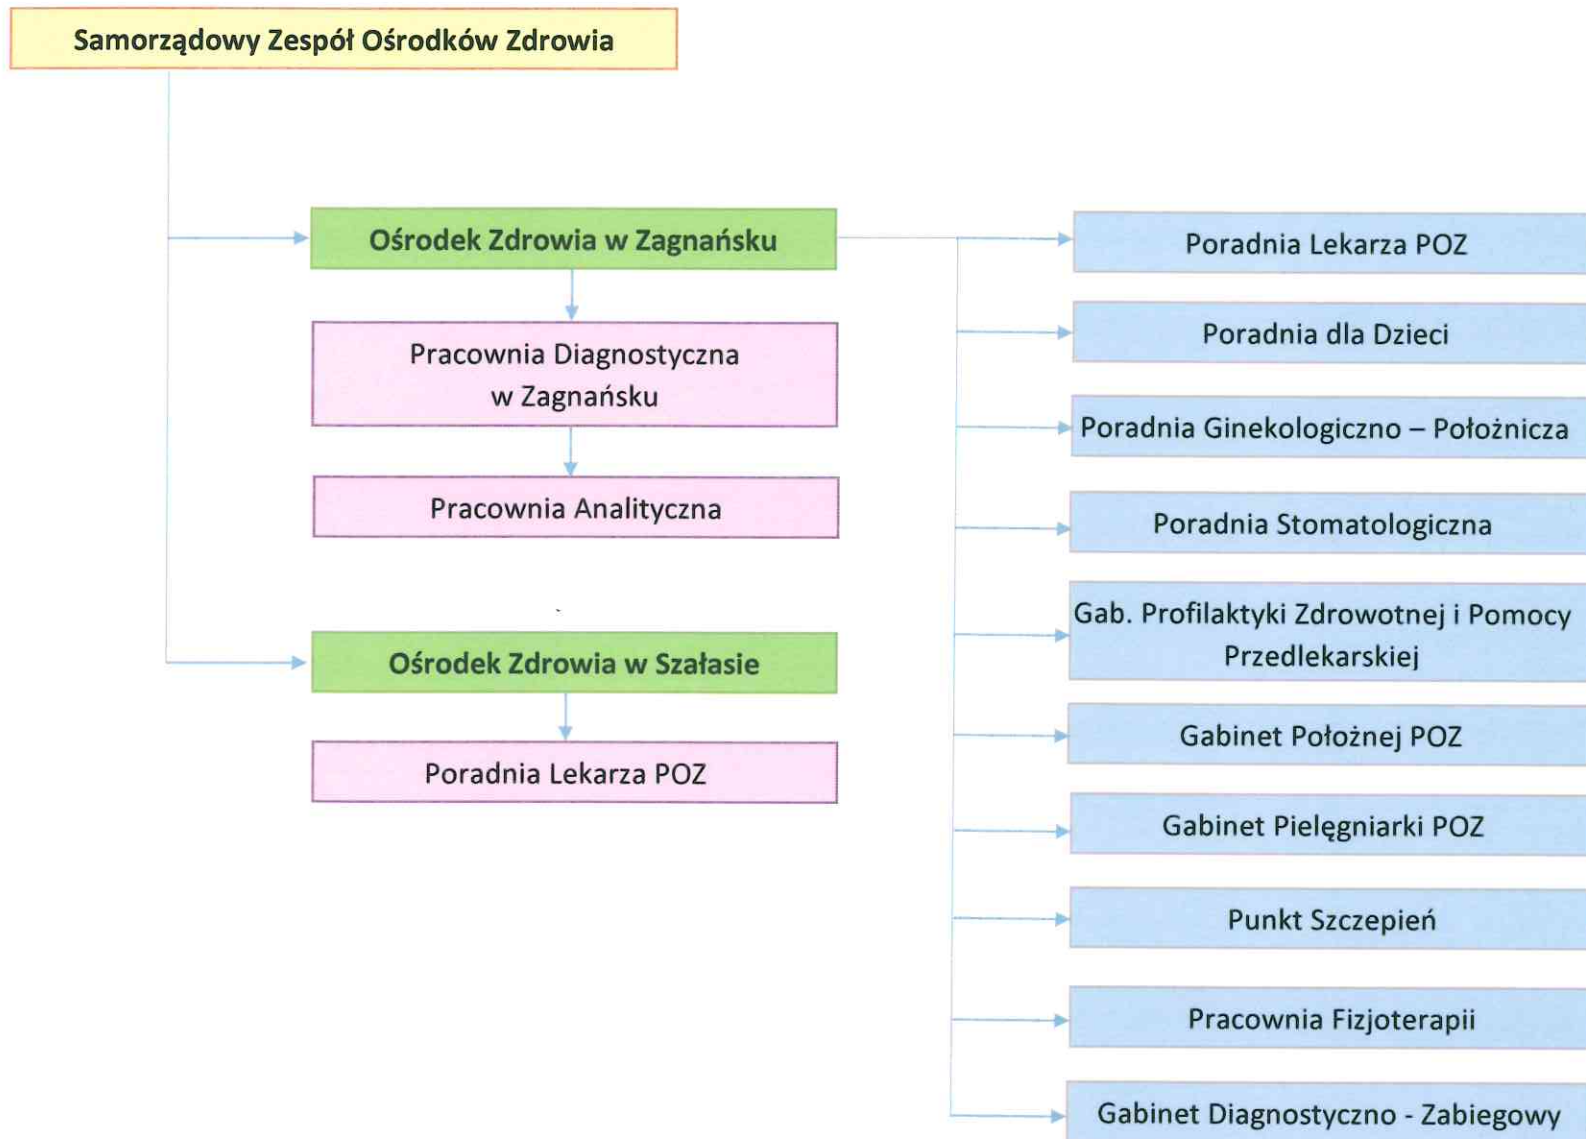 Samorządowy Zespół Ośrodków Zdrowia
Ośrodek Zdrowia w Zagnańsku
Pracownia Diagnostyczna
w Zagnańsku
Pracownia Analityczna
Ośrodek Zdrowia w Szałasie
Poradnia Lekarza POZ
Poradnia Lekarza POZ
Poradnia dla Dzieci
Poradnia Ginekologiczno – Położnicza
Poradnia Stomatologiczna
Gab. Profilaktyki Zdrowotnej i Pomocy
Przedlekarskiej
Gabinet Położnej POZ
Gabinet Pielęgniarki POZ
Punkt Szczepień
Pracownia Fizjoterapii
Gabinet Diagnostyczno - Zabiegowy